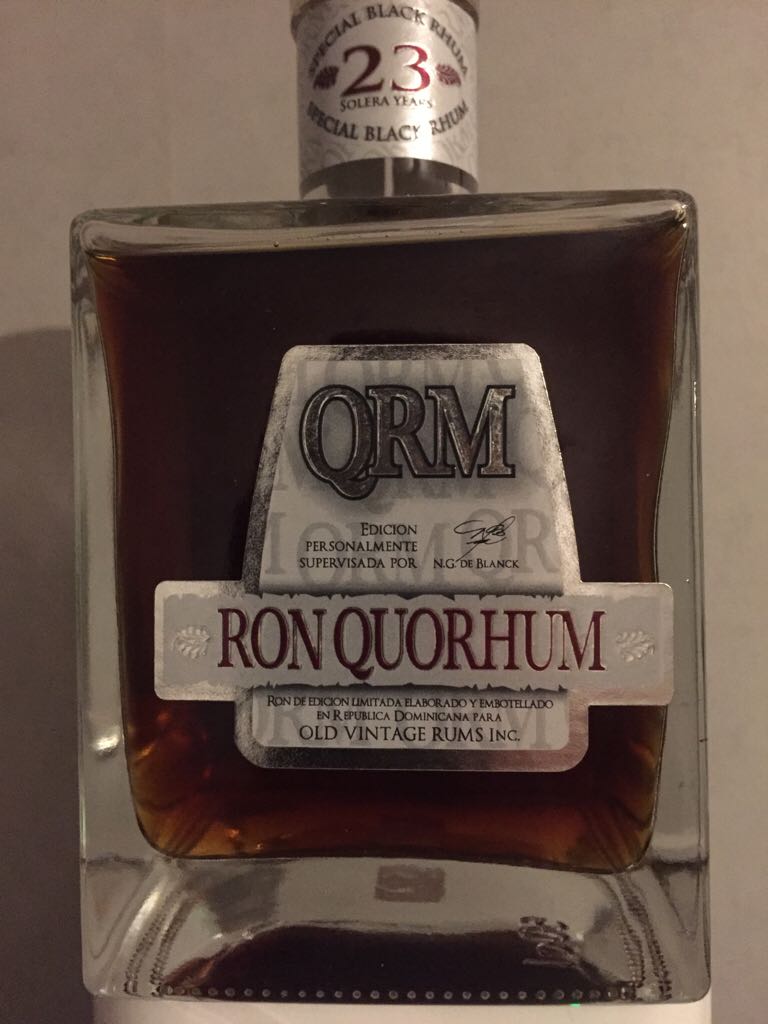 SPECIAL BLACK RHUM
23
SOLERA YEARS
SPECIAL BLACK RHUM
QRM
EDICION
PERSONALMENTE
SUPERVISADA POR N.G. DE BLANCK
RON QUORHUM
RON DE EDICION LIMITADA ELABORADO Y EMBOTELLADO
EN REPUBLICA DOMINICANA PARA
OLD VINTAGE RUMS INC.